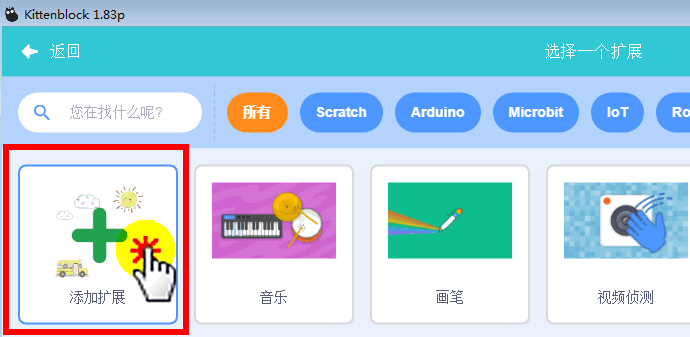 Kittenblock 1.83p
返回
选择一个扩展
您在找什么呢?
所有
Scratch
Arduino
Microbit
IoT
Ro
添加扩展
音乐
画笔
视频侦测